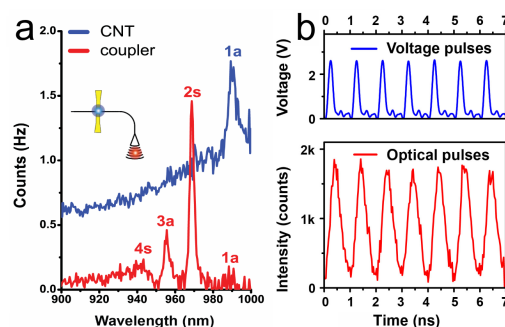 a
CNT
coupler
1a
2s
3a
4s
1a
Counts (Hz)
2.0
1.5
1.0
0.5
0.0
900 920 940 960 980 1000
Wavelength (nm)
b
0 1 2 3 4 5 6 7
Voltage pulses
Voltage (V)
2
0
Optical pulses
Intensity (counts)
2k
1k
0
0 1 2 3 4 5 6 7
Time (ns)